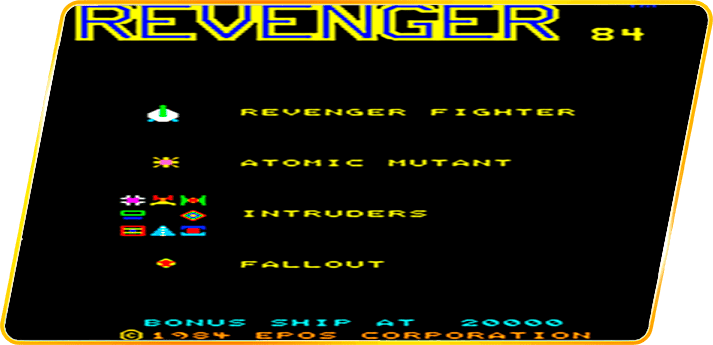 REVENGER 84
REVENGER FIGHTER
ATOMIC MUTANT
INTRUDERS
FALLOUT
BONUS SHIP AT 20000
©1984 EPOS CORPORATION